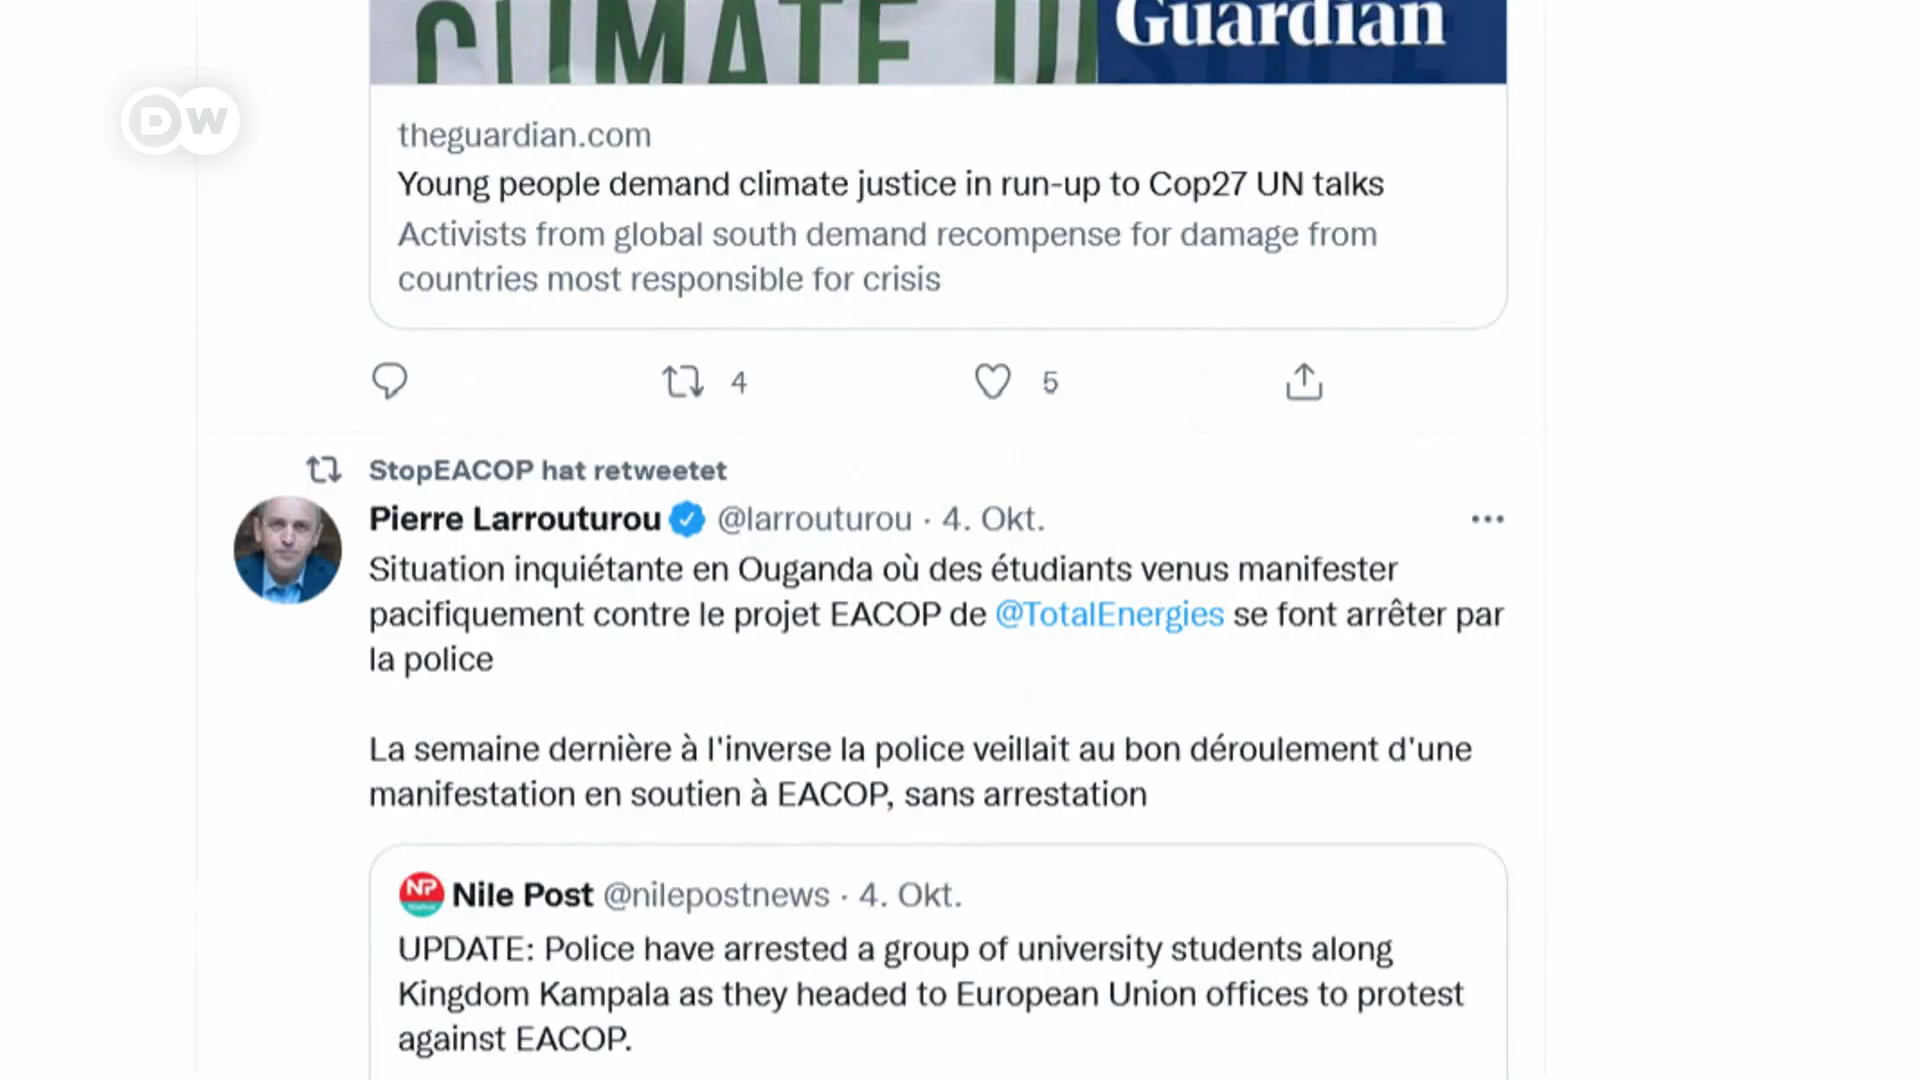 CLIMATE JUSTICE
Guardian
DW
theguardian.com
Young people demand climate justice in run-up to Cop27 UN talks
Activists from global south demand recompense for damage from
countries most responsible for crisis
4
5
StopEACOP hat retweetet
Pierre Larrouturou @larrouturou · 4. Okt.
Situation inquiétante en Ouganda où des étudiants venus manifester
pacifiquement contre le projet EACOP de @TotalEnergies se font arrêter par
la police
La semaine dernière à l'inverse la police veillait au bon déroulement d'une
manifestation en soutien à EACOP, sans arrestation
NP
Nile Post @nilepostnews · 4. Okt.
UPDATE: Police have arrested a group of university students along
Kingdom Kampala as they headed to European Union offices to protest
against EACOP.